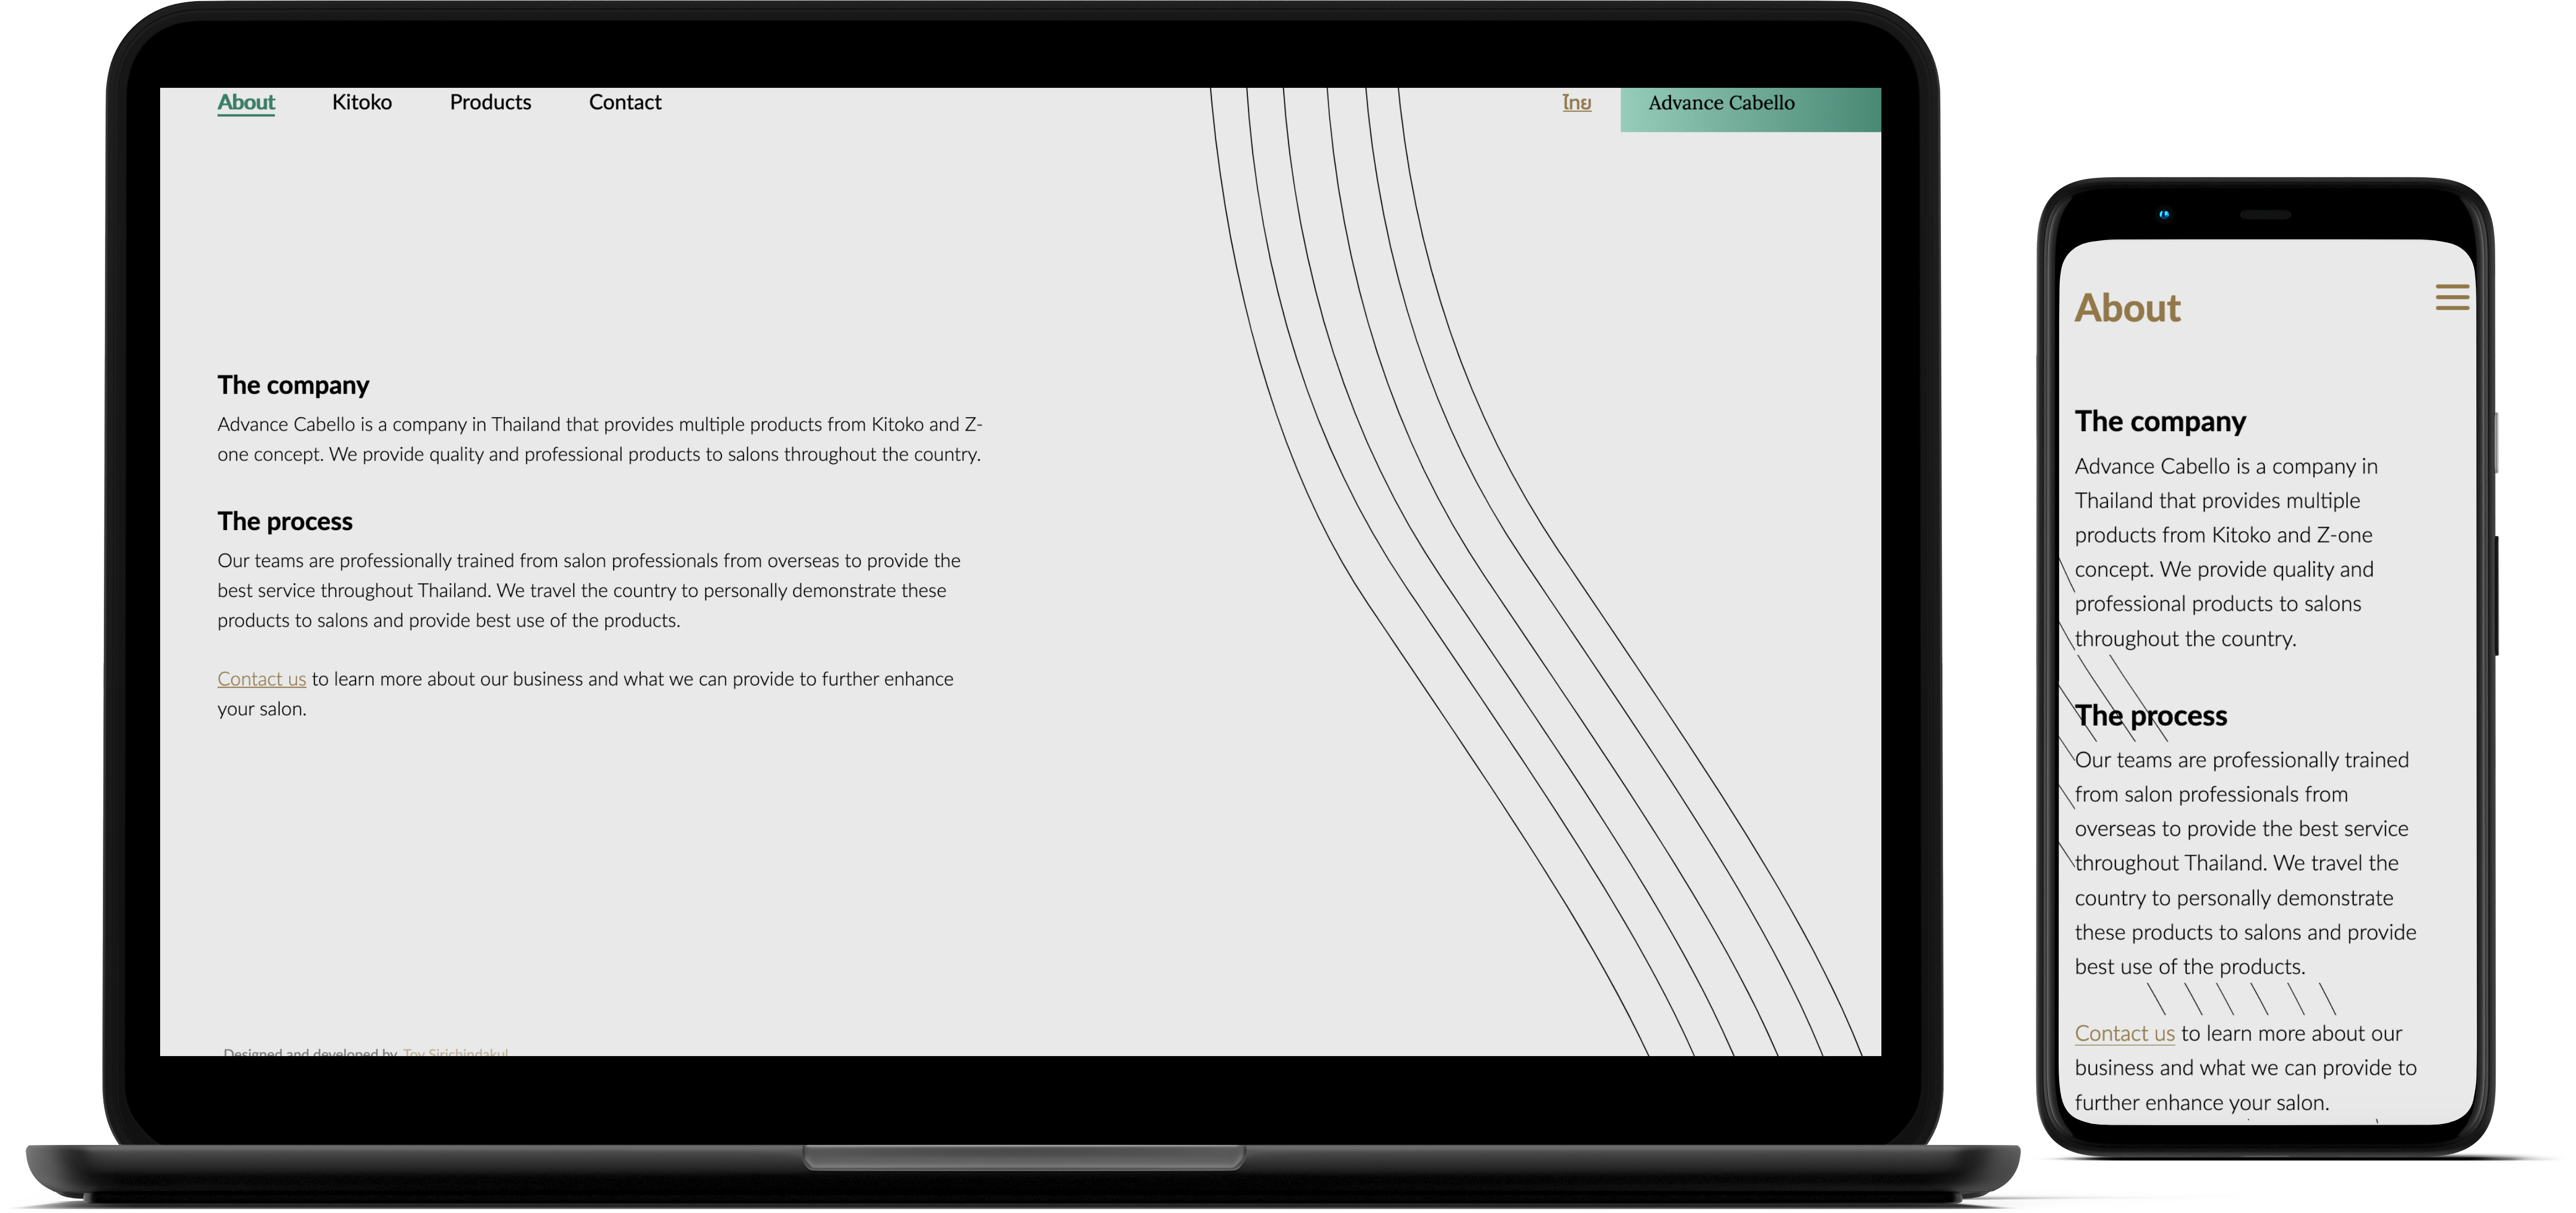 About Kitoko Products Contact ไทย Advance Cabello
The company
Advance Cabello is a company in Thailand that provides multiple products from Kitoko and Z-
one concept. We provide quality and professional products to salons throughout the country.
The process
Our teams are professionally trained from salon professionals from overseas to provide the
best service throughout Thailand. We travel the country to personally demonstrate these
products to salons and provide best use of the products.
Contact us to learn more about our business and what we can provide to further enhance
your salon.
Designed and developed by Toy Sirichindakul
About
The company
Advance Cabello is a company in
Thailand that provides multiple
products from Kitoko and Z-one
concept. We provide quality and
professional products to salons
throughout the country.
The process
Our teams are professionally trained
from salon professionals from
overseas to provide the best service
throughout Thailand. We travel the
country to personally demonstrate
these products to salons and provide
best use of the products.
Contact us to learn more about our
business and what we can provide to
further enhance your salon.